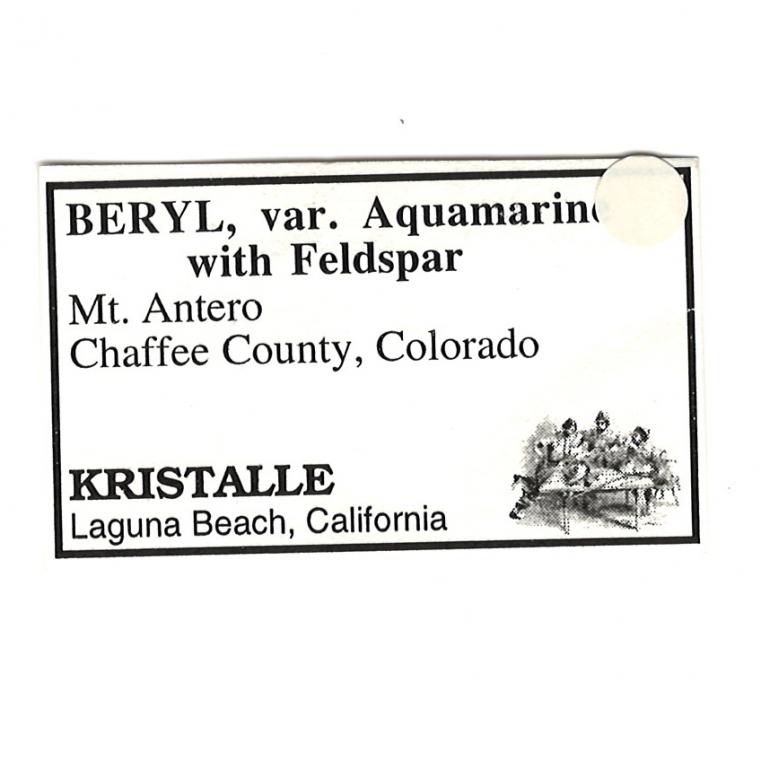 BERYL, var. Aquamarine
with Feldspar
Mt. Antero
Chaffee County, Colorado
KRISTALLE
Laguna Beach, California